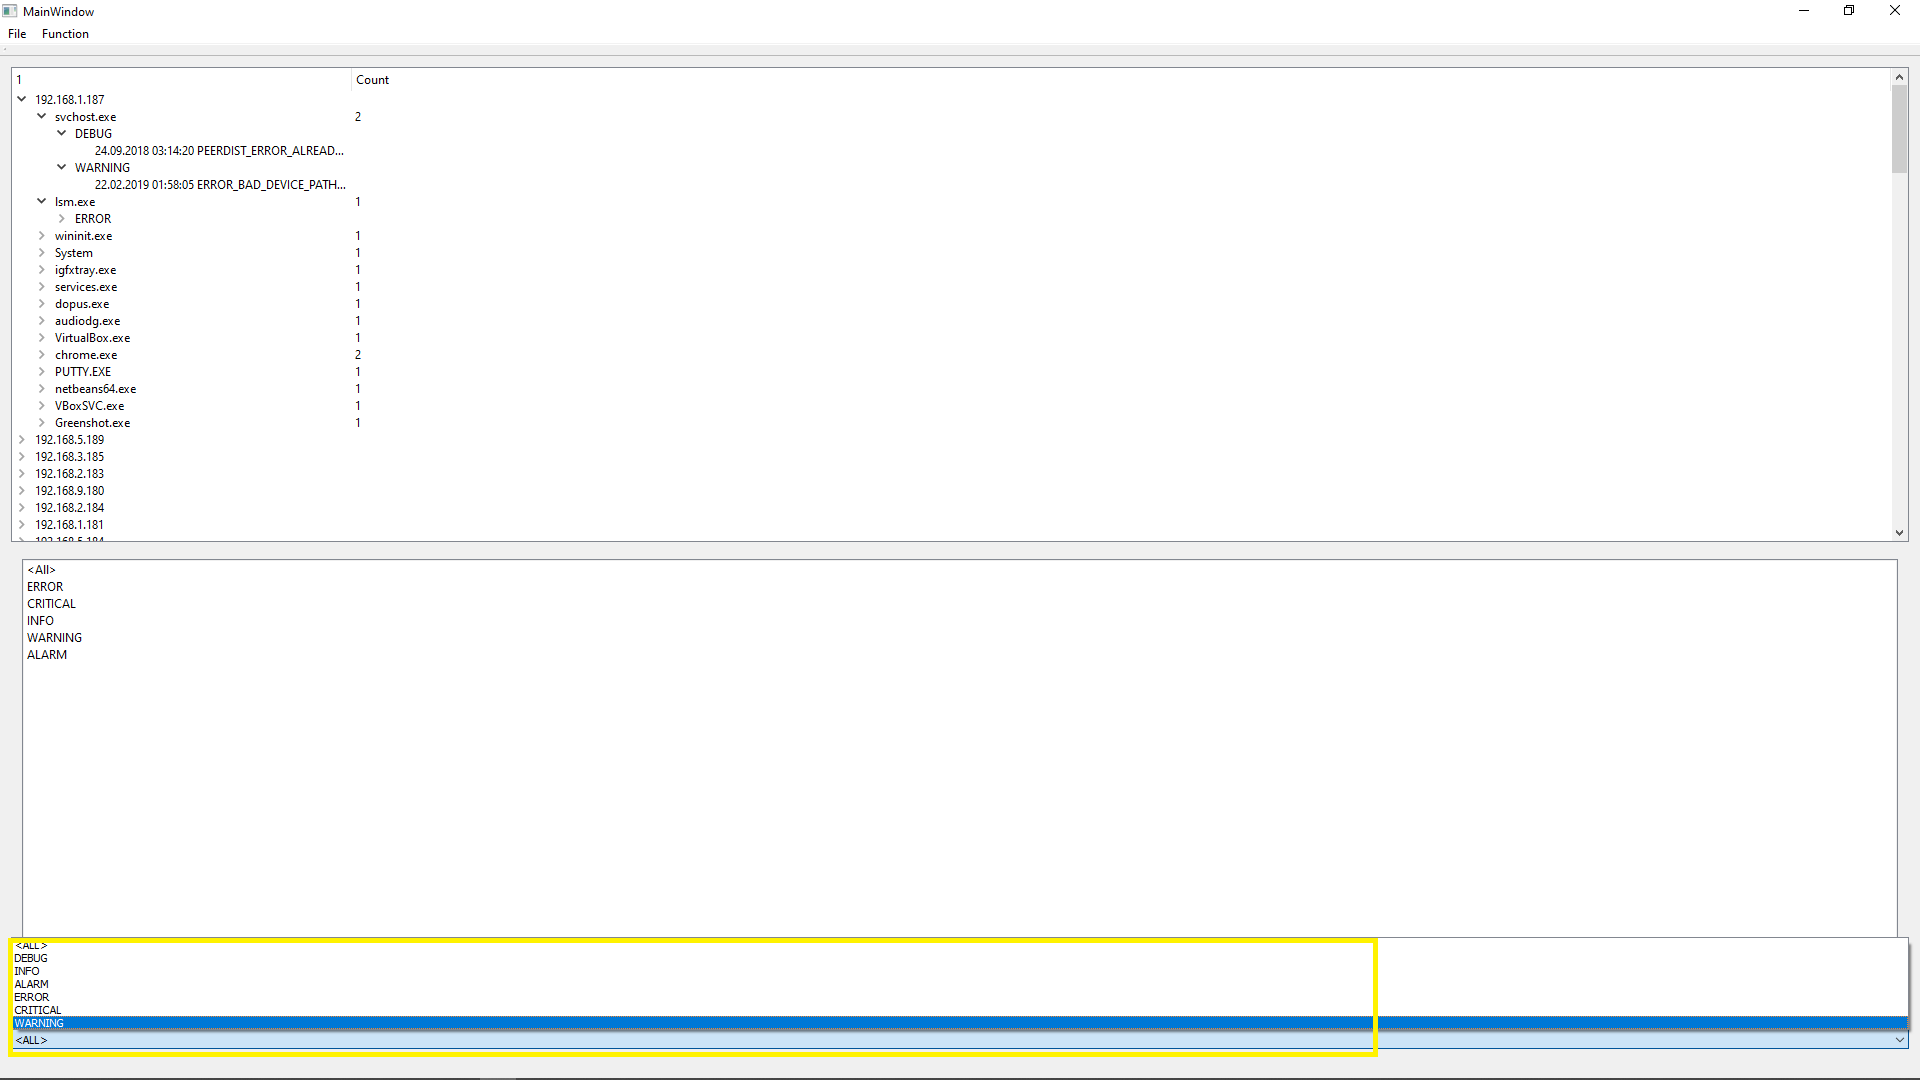 MainWindow
File Function
1 Count
192.168.1.187
svchost.exe 2
DEBUG
24.09.2018 03:14:20 PEERDIST_ERROR_ALREAD...
WARNING
22.02.2019 01:58:05 ERROR_BAD_DEVICE_PATH...
lsm.exe 1
ERROR
wininit.exe 1
System 1
igfxtray.exe 1
services.exe 1
dopus.exe 1
audiodg.exe 1
VirtualBox.exe 1
chrome.exe 2
PUTTY.EXE 1
netbeans64.exe 1
VBoxSVC.exe 1
Greenshot.exe 1
192.168.5.189
192.168.3.185
192.168.2.183
192.168.9.180
192.168.2.184
192.168.1.181
192.168.5.184
<All>
ERROR
CRITICAL
INFO
WARNING
ALARM
<ALL>
DEBUG
INFO
ALARM
ERROR
CRITICAL
WARNING
<ALL>